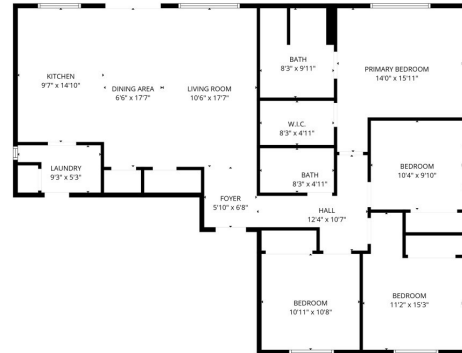 KITCHEN
9'7" x 14'10"
DINING AREA
6'6" x 17'7"
LIVING ROOM
10'6" x 17'7"
BATH
8'3" x 9'11"
PRIMARY BEDROOM
14'0" x 15'11"
W.I.C.
8'3" x 4'11"
LAUNDRY
9'3" x 5'3"
BATH
8'3" x 4'11"
BEDROOM
10'4" x 9'10"
FOYER
5'10" x 6'8"
HALL
12'4" x 10'7"
BEDROOM
10'11" x 10'8"
BEDROOM
11'2" x 15'3"